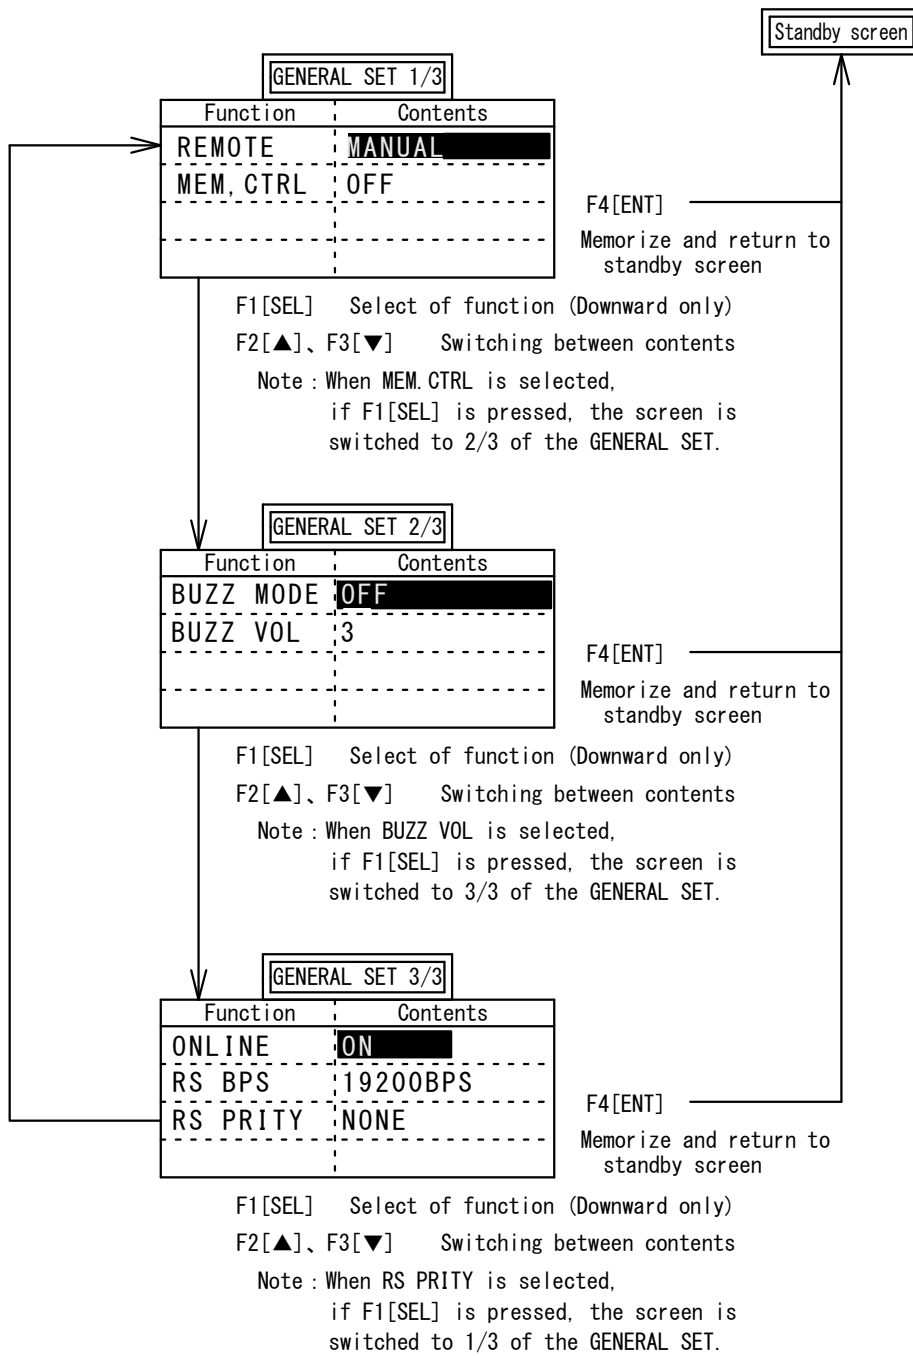 Standby screen
GENERAL SET 1/3
Function Contents
REMOTE MANUAL
MEM.CTRL OFF
F4[ENT]
Memorize and return to
standby screen
F1[SEL] Select of function (Downward only)
F2[▲]、F3[▼] Switching between contents
Note : When MEM.CTRL is selected,
if F1[SEL] is pressed, the screen is
switched to 2/3 of the GENERAL SET.
GENERAL SET 2/3
Function Contents
BUZZ MODE OFF
BUZZ VOL 3
F4[ENT]
Memorize and return to
standby screen
F1[SEL] Select of function (Downward only)
F2[▲]、F3[▼] Switching between contents
Note : When BUZZ VOL is selected,
if F1[SEL] is pressed, the screen is
switched to 3/3 of the GENERAL SET.
GENERAL SET 3/3
Function Contents
ONLINE ON
RS BPS 19200BPS
RS PRITY NONE
F4[ENT]
Memorize and return to
standby screen
F1[SEL] Select of function (Downward only)
F2[▲]、F3[▼] Switching between contents
Note : When RS PRITY is selected,
if F1[SEL] is pressed, the screen is
switched to 1/3 of the GENERAL SET.